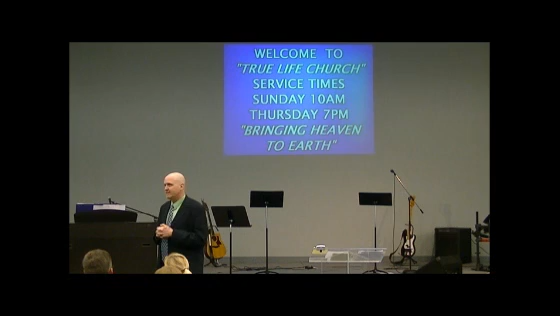 WELCOME TO
"TRUE LIFE CHURCH"
SERVICE TIMES
SUNDAY 10AM
THURSDAY 7PM
"BRINGING HEAVEN
TO EARTH"